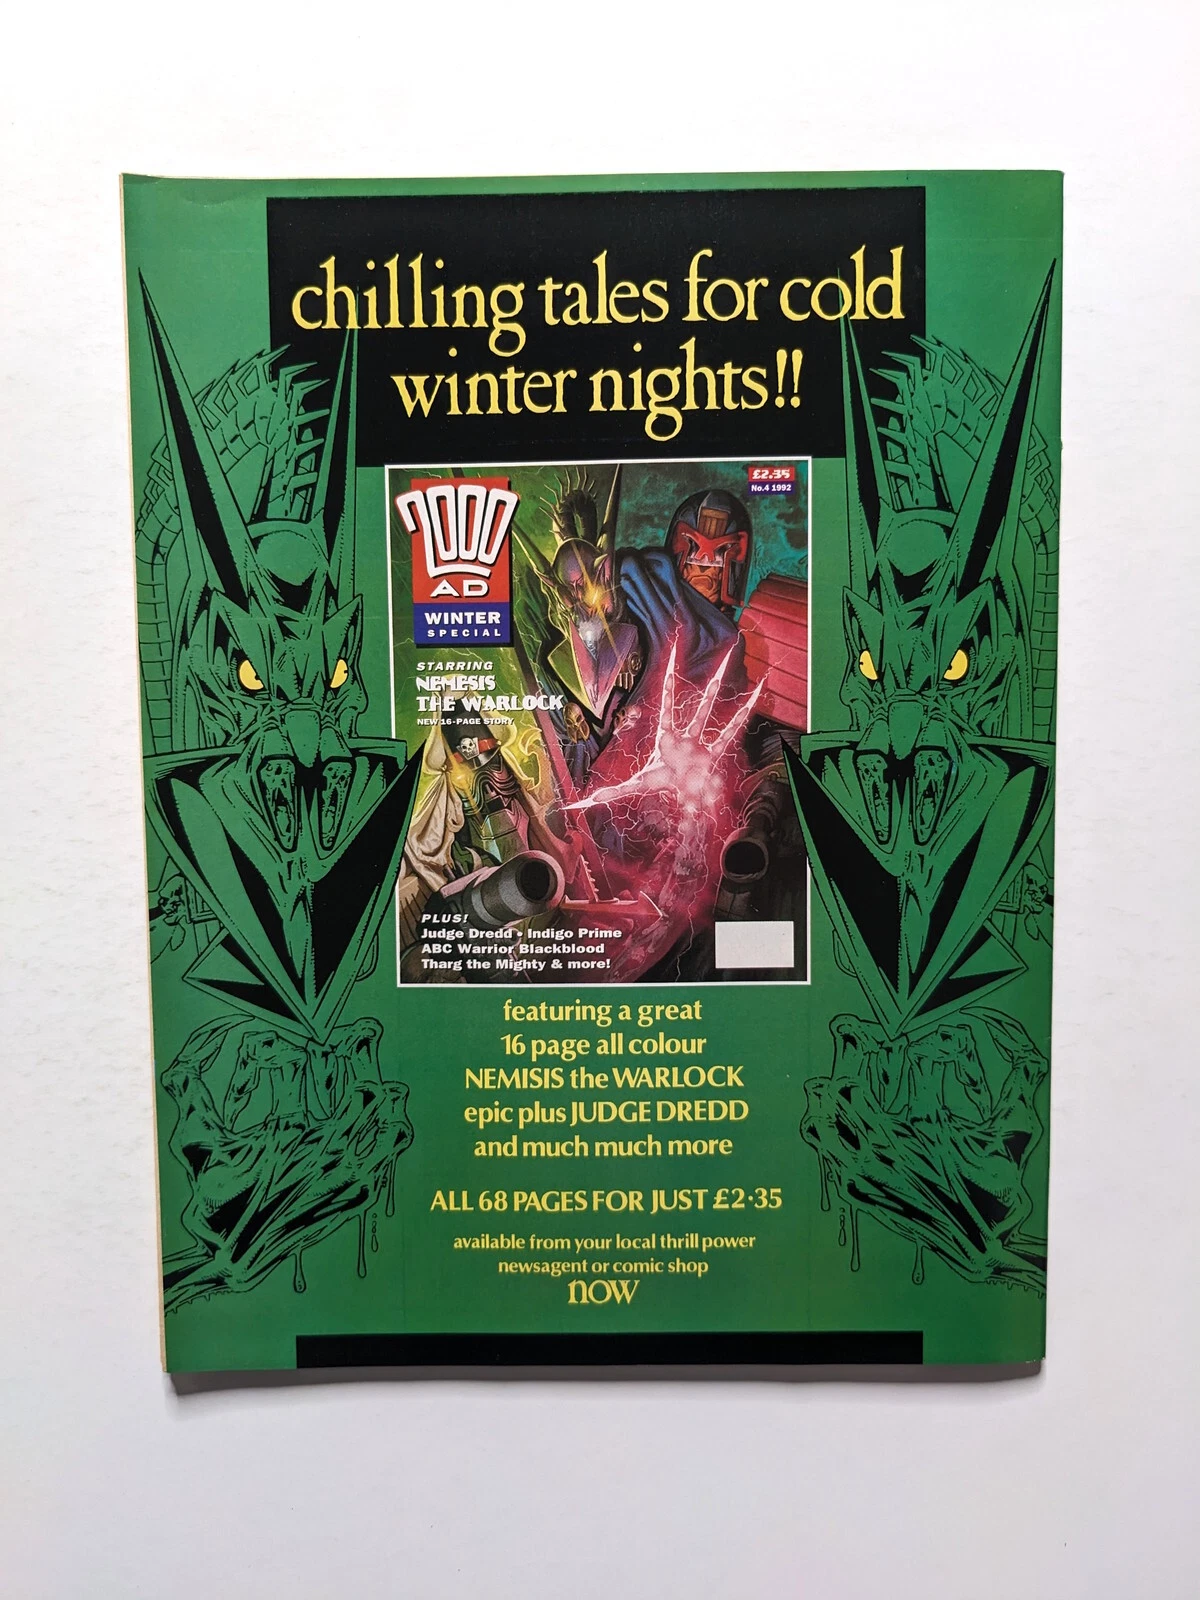 chilling tales for cold
winter nights!!
£2.35
No.4 1992
2000
AD
WINTER
SPECIAL
STARRING
NEMESIS
THE WARLOCK
NEW 16-PAGE STORY
PLUS!
Judge Dredd • Indigo Prime
ABC Warrior Blackblood
Tharg the Mighty & more!
featuring a great
16 page all colour
NEMISIS the WARLOCK
epic plus JUDGE DREDD
and much much more
ALL 68 PAGES FOR JUST £2·35
available from your local thrill power
newsagent or comic shop
now